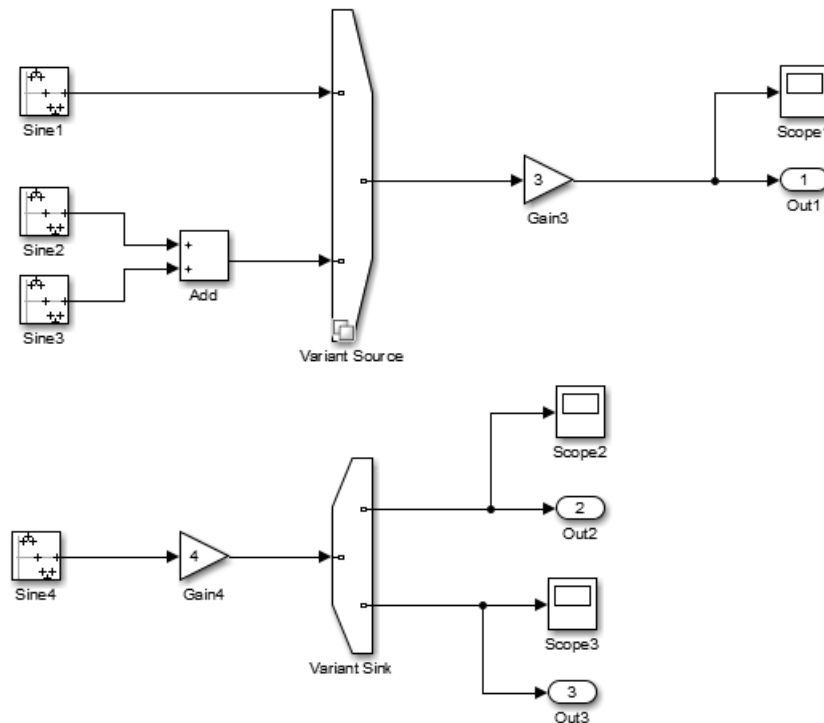 Sine1
Sine2
Sine3
+
+
Add
Variant Source
3
Gain3
Scope1
1
Out1
Sine4
4
Gain4
Variant Sink
Scope2
2
Out2
Scope3
3
Out3